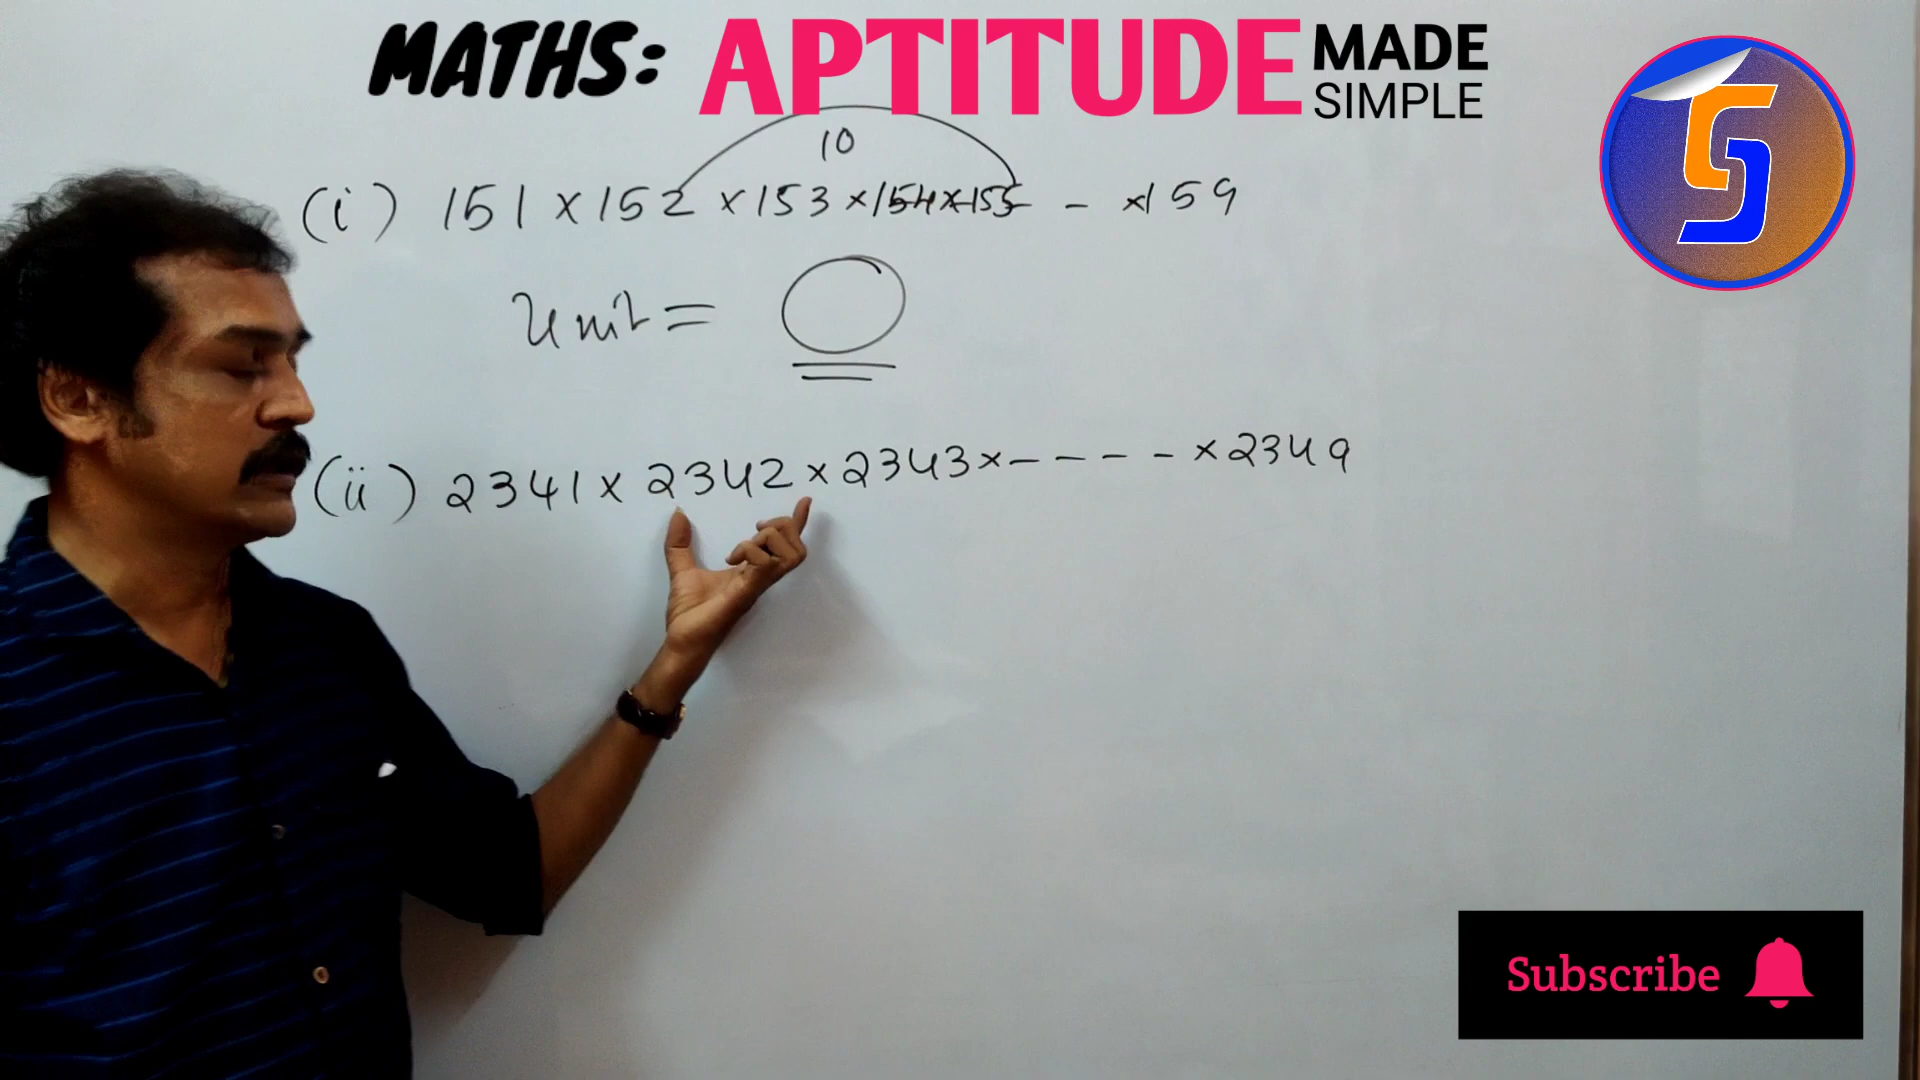 MATHS: APTITUDE MADE SIMPLE
10
(i) 151 × 152 × 153 × 154 × 155 - × 159
Unit = 0
(ii) 2341 × 2342 × 2343 × - - - - × 2349
Subscribe